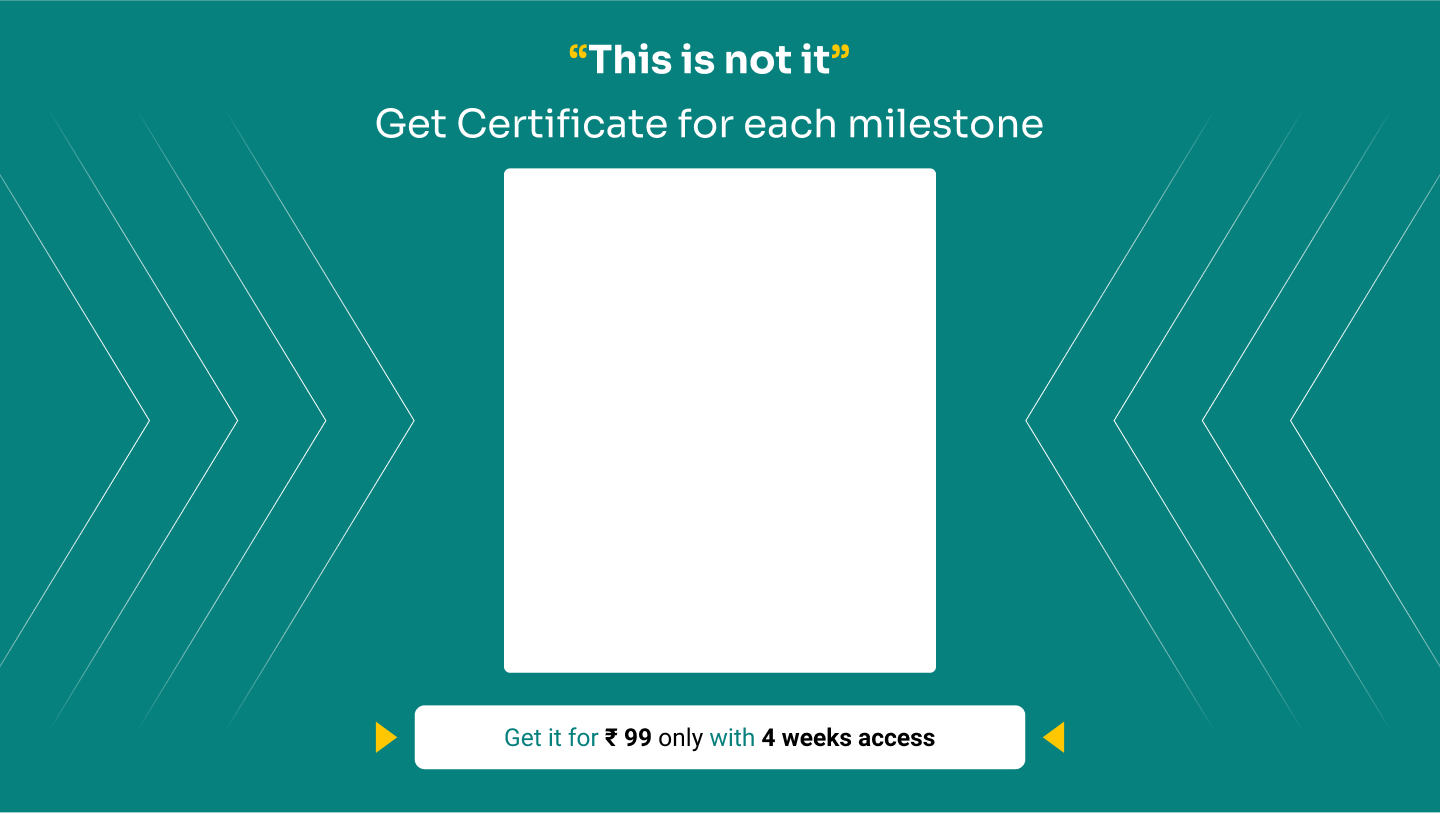 “This is not it”
Get Certificate for each milestone
Get it for ₹ 99 only with 4 weeks access